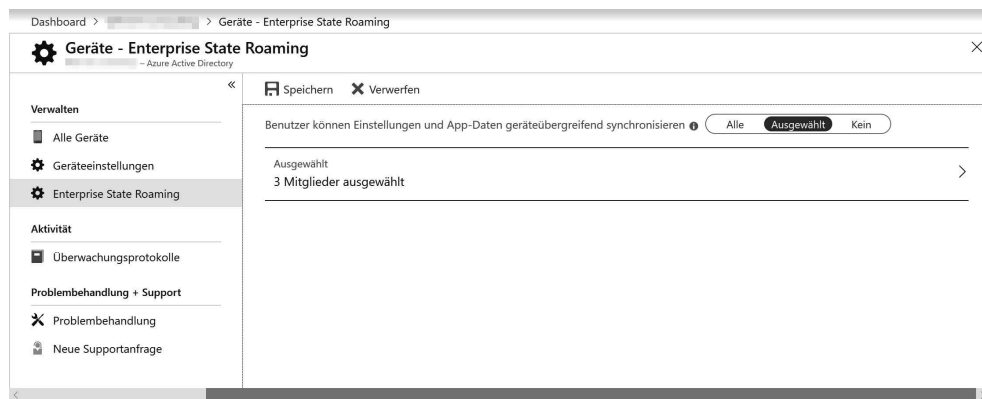 Dashboard > > Geräte - Enterprise State Roaming
Geräte - Enterprise State Roaming
– Azure Active Directory
Speichern Verwerfen
Verwalten
Alle Geräte
Geräteeinstellungen
Enterprise State Roaming
Aktivität
Überwachungsprotokolle
Problembehandlung + Support
Problembehandlung
Neue Supportanfrage
Benutzer können Einstellungen und App-Daten geräteübergreifend synchronisieren Alle Ausgewählt Kein
Ausgewählt
3 Mitglieder ausgewählt